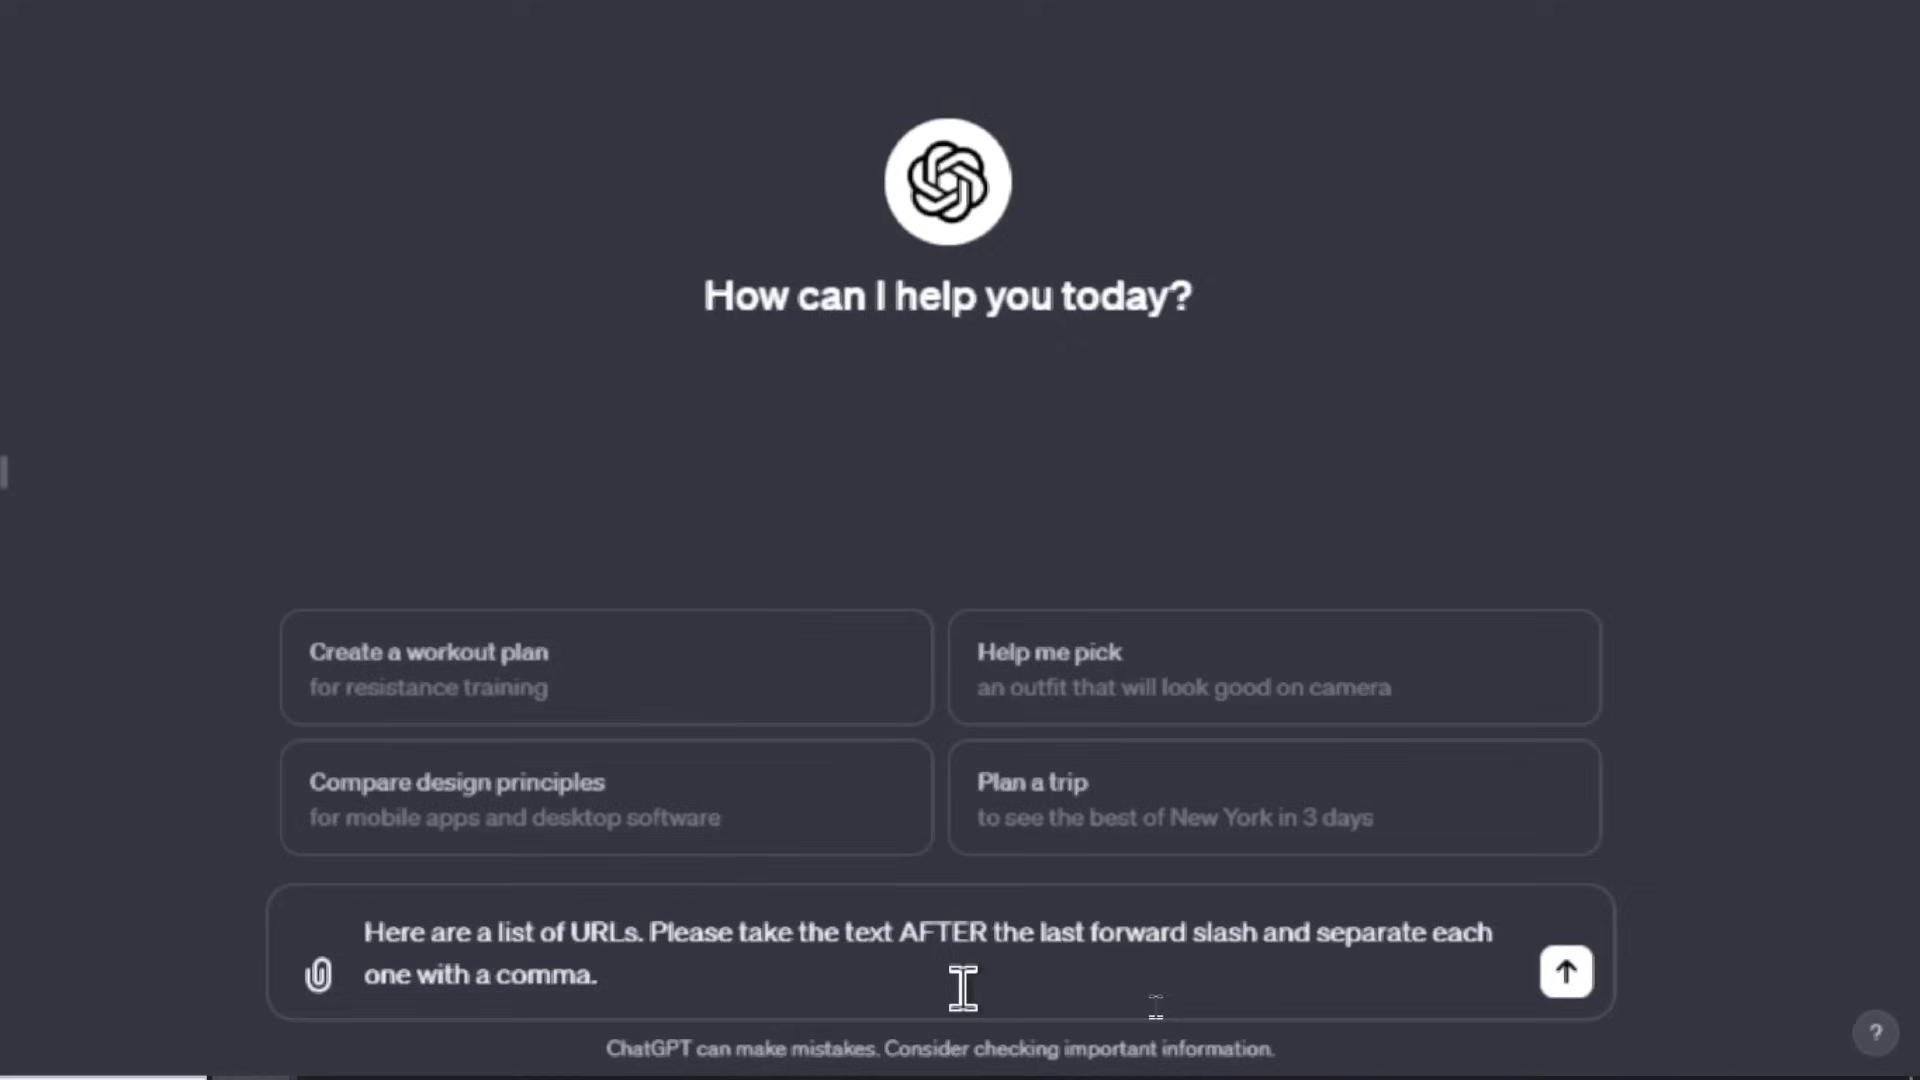 How can I help you today?
Create a workout plan
for resistance training
Help me pick
an outfit that will look good on camera
Compare design principles
for mobile apps and desktop software
Plan a trip
to see the best of New York in 3 days
Here are a list of URLs. Please take the text AFTER the last forward slash and separate each
one with a comma.
ChatGPT can make mistakes. Consider checking important information.
?